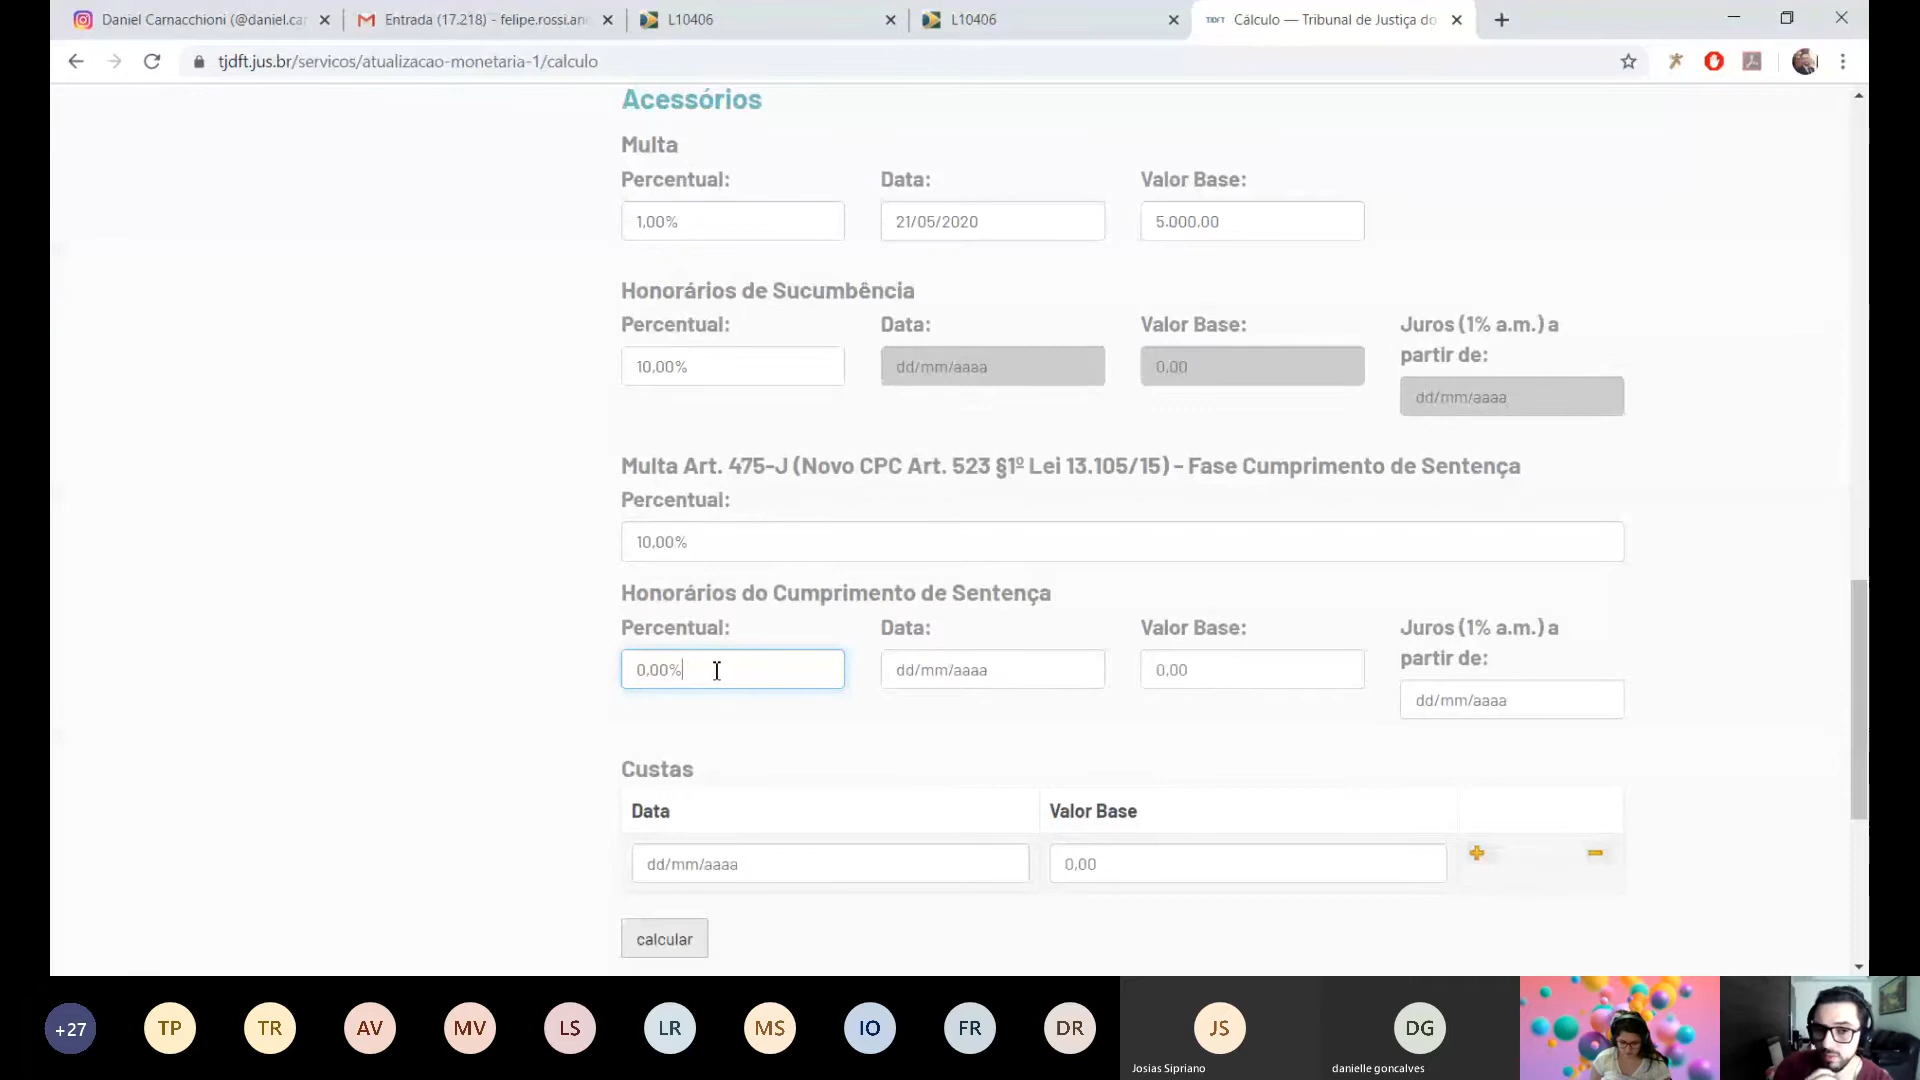 Daniel Carnacchioni (@daniel.ca
Entrada (17.218) - felipe.rossi.an
L10406
L10406
TJDFT Cálculo — Tribunal de Justiça do
tjdft.jus.br/servicos/atualizacao-monetaria-1/calculo
Acessórios
Multa
Percentual: Data: Valor Base:
1,00% 21/05/2020 5.000,00
Honorários de Sucumbência
Percentual: Data: Valor Base: Juros (1% a.m.) a
partir de:
10,00% dd/mm/aaaa 0,00
dd/mm/aaaa
Multa Art. 475-J (Novo CPC Art. 523 §1º Lei 13.105/15) - Fase Cumprimento de Sentença
Percentual:
10,00%
Honorários do Cumprimento de Sentença
Percentual: Data: Valor Base: Juros (1% a.m.) a
partir de:
0,00% dd/mm/aaaa 0,00
dd/mm/aaaa
Custas
Data Valor Base
dd/mm/aaaa 0,00
calcular
+27 TP TR AV MV LS LR MS IO FR DR JS DG
Josias Sipriano danielle goncalves